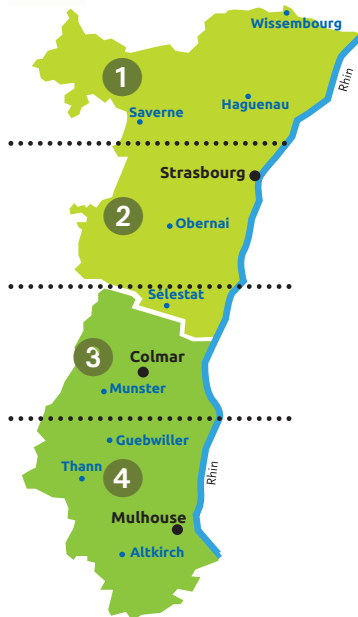 Wissembourg
1
Rhin
Haguenau
Saverne
Strasbourg
2
Obernai
Sélestat
3
Colmar
Munster
Guebwiller
Thann
4
Rhin
Mulhouse
Altkirch